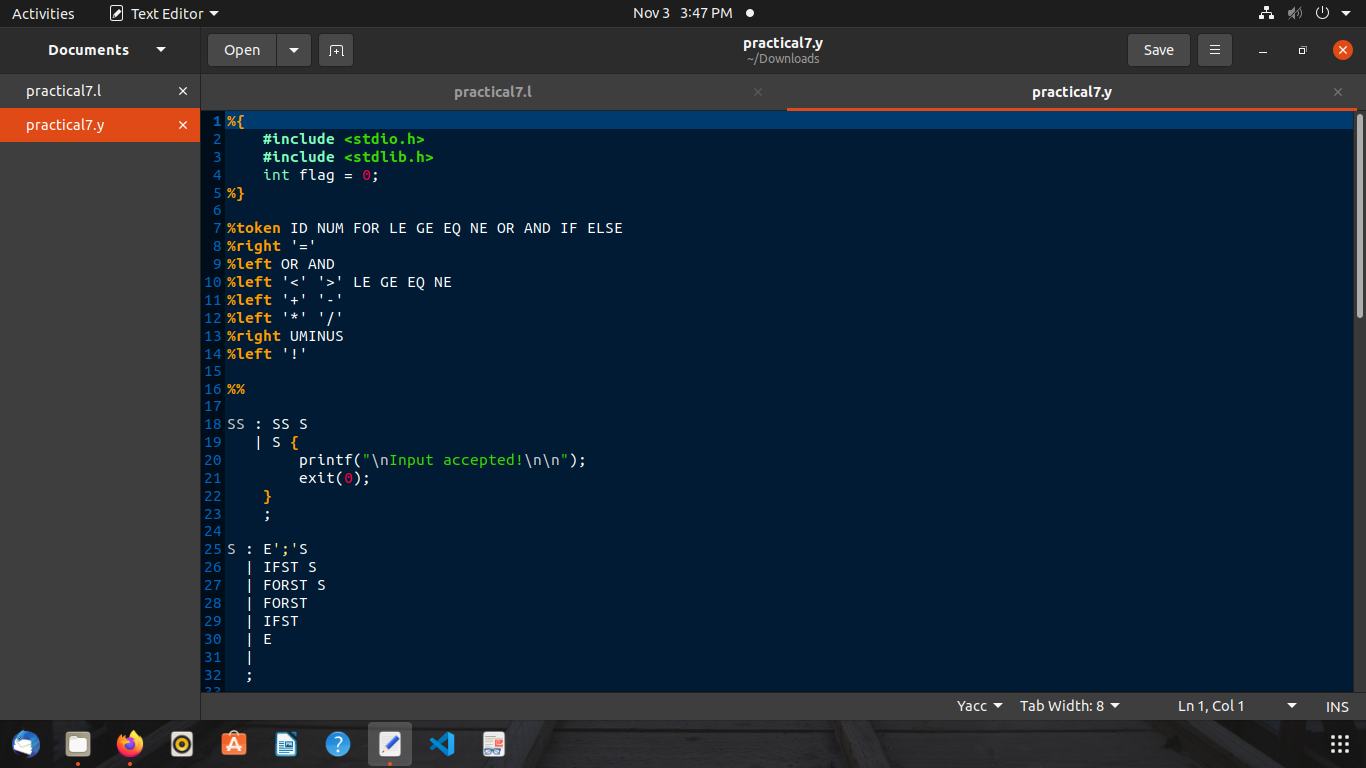 Activities Text Editor Nov 3 3:47 PM
Documents Open practical7.y Save
~/Downloads
practical7.l practical7.l practical7.y
practical7.y
1 %{
2 #include <stdio.h>
3 #include <stdlib.h>
4 int flag = 0;
5 %}
6
7 %token ID NUM FOR LE GE EQ NE OR AND IF ELSE
8 %right '='
9 %left OR AND
10 %left '<' '>' LE GE EQ NE
11 %left '+' '-'
12 %left '*' '/'
13 %right UMINUS
14 %left '!'
15
16 %%
17
18 SS : SS S
19 | S {
20 printf("\nInput accepted!\n\n");
21 exit(0);
22 }
23 ;
24
25 S : E';'S
26 | IFST S
27 | FORST S
28 | FORST
29 | IFST
30 | E
31 |
32 ;
33
Yacc Tab Width: 8 Ln 1, Col 1 INS